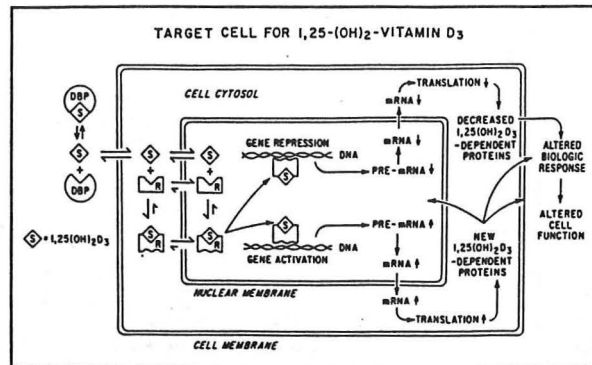 TARGET CELL FOR 1,25-(OH)2-VITAMIN D3
CELL CYTOSOL
TRANSLATION ↓
mRNA ↓
DBP
S
DECREASED
1,25(OH)2D3
-DEPENDENT
PROTEINS
mRNA ↓
GENE REPRESSION
DNA
S
PRE-mRNA ↓
ALTERED
BIOLOGIC
RESPONSE
S
+
DBP
S
+
R
S
+
R
S
R
S
R
S
PRE-mRNA ↑
ALTERED
CELL
FUNCTION
S = 1,25(OH)2D3
DNA
GENE ACTIVATION
mRNA ↑
NEW
1,25(OH)2D3
-DEPENDENT
PROTEINS
NUCLEAR MEMBRANE
mRNA ↑
TRANSLATION ↑
CELL MEMBRANE